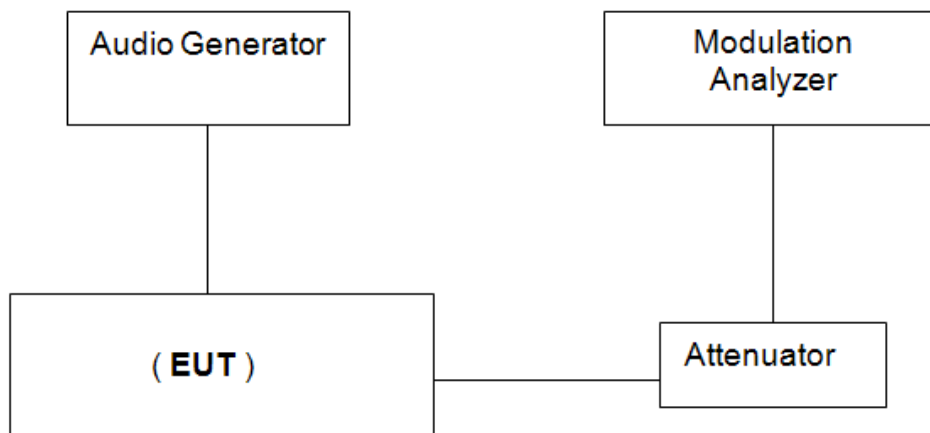 Audio Generator
Modulation
Analyzer
( EUT )
Attenuator